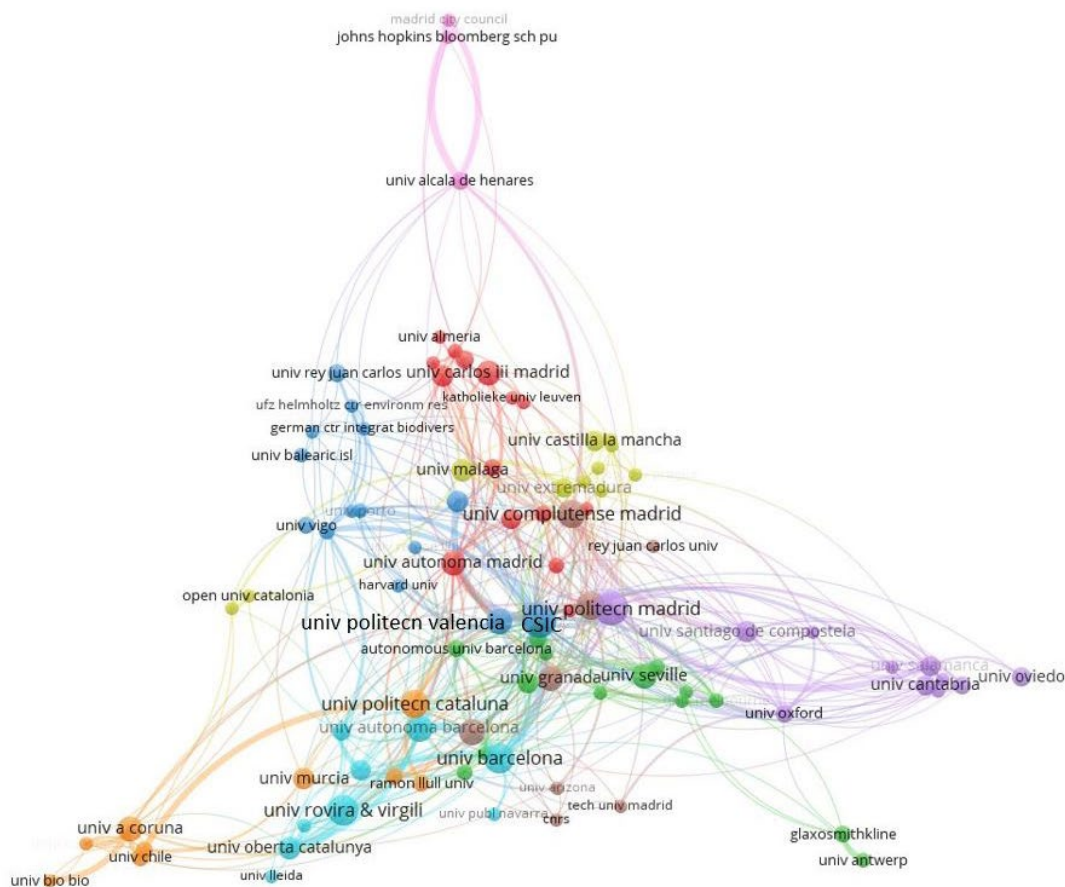 madrid city council
johns hopkins bloomberg sch pu
univ alcala de henares
univ almeria
univ rey juan carlos
univ carlos iii madrid
katholieke univ leuven
ufz helmholtz ctr environm res
german ctr integrat biodivers
univ castilla la mancha
univ balearic isl
univ malaga
univ extremadura
univ porto
univ complutense madrid
univ vigo
rey juan carlos univ
univ autonoma madrid
harvard univ
open univ catalonia
univ politecn madrid
univ politecn valencia
CSIC
univ santiago de compostela
autonomous univ barcelona
univ salamanca
univ granada
univ seville
univ cantabria
univ oviedo
univ politecn cataluna
univ oxford
univ autonoma barcelona
univ barcelona
univ murcia
ramon llull univ
univ arizona
tech univ madrid
univ rovira & virgili
univ publ navarra
cnrs
univ a coruna
glaxosmithkline
univ oberta catalunya
univ chile
univ antwerp
univ lleida
univ bio bio